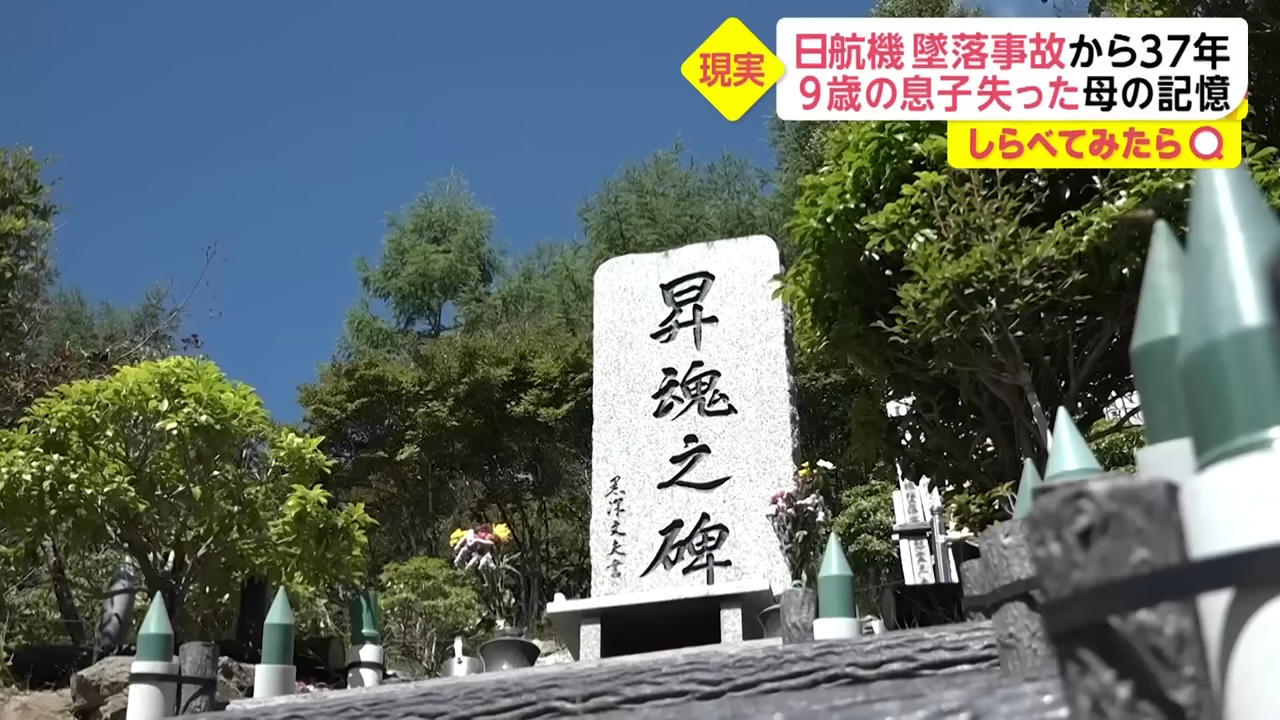 現実
日航機 墜落事故から37年
9歳の息子失った母の記憶
しらべてみたら
昇魂之碑